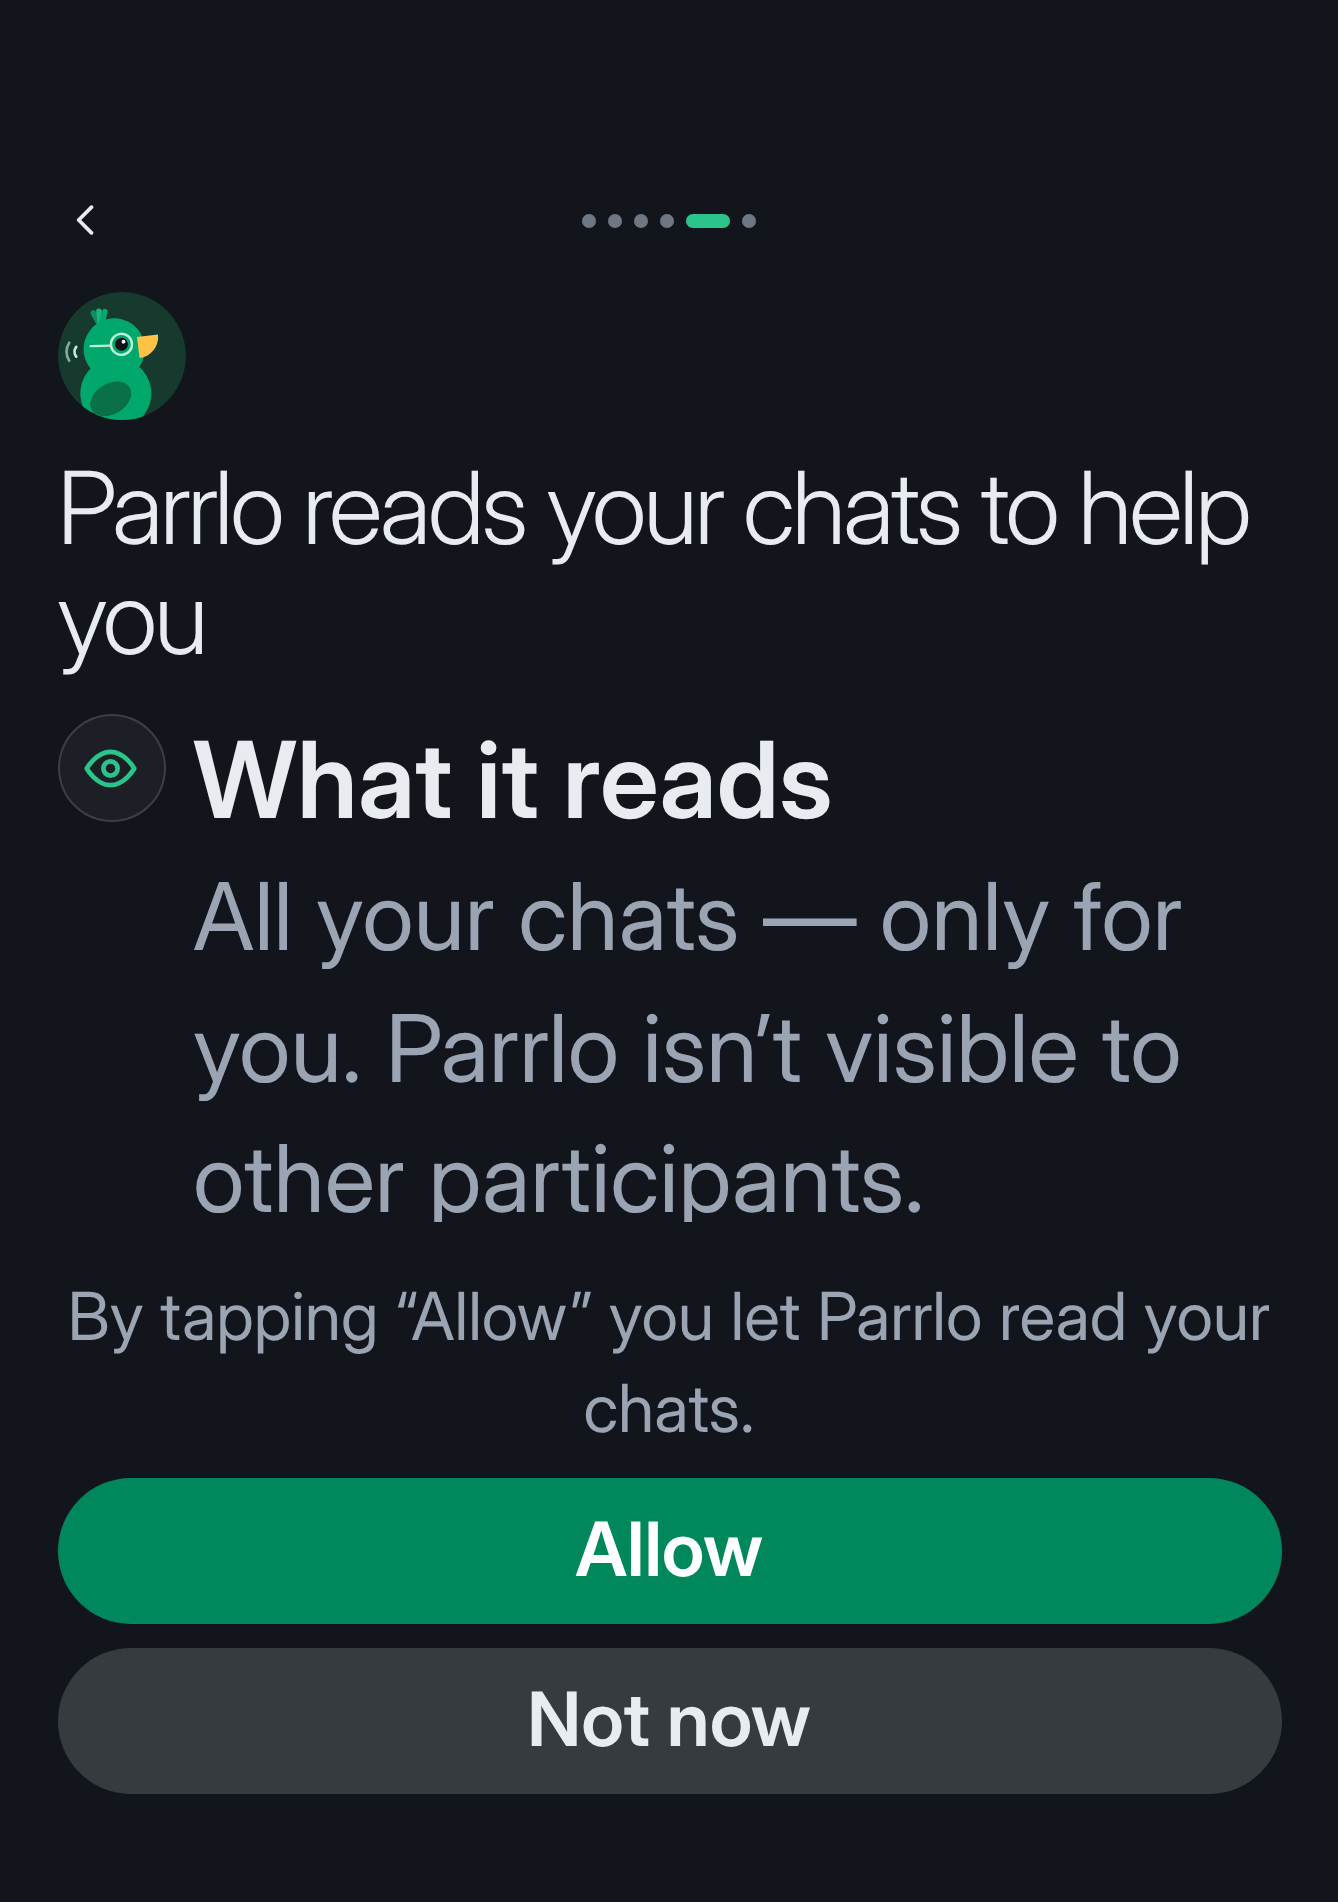 Parrlo reads your chats to help
you
What it reads
All your chats — only for
you. Parrlo isn’t visible to
other participants.
By tapping “Allow” you let Parrlo read your
chats.
Allow
Not now